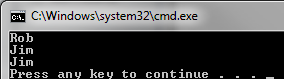 C:\Windows\system32\cmd.exe
Rob
Jim
Jim
Press any key to continue . . .